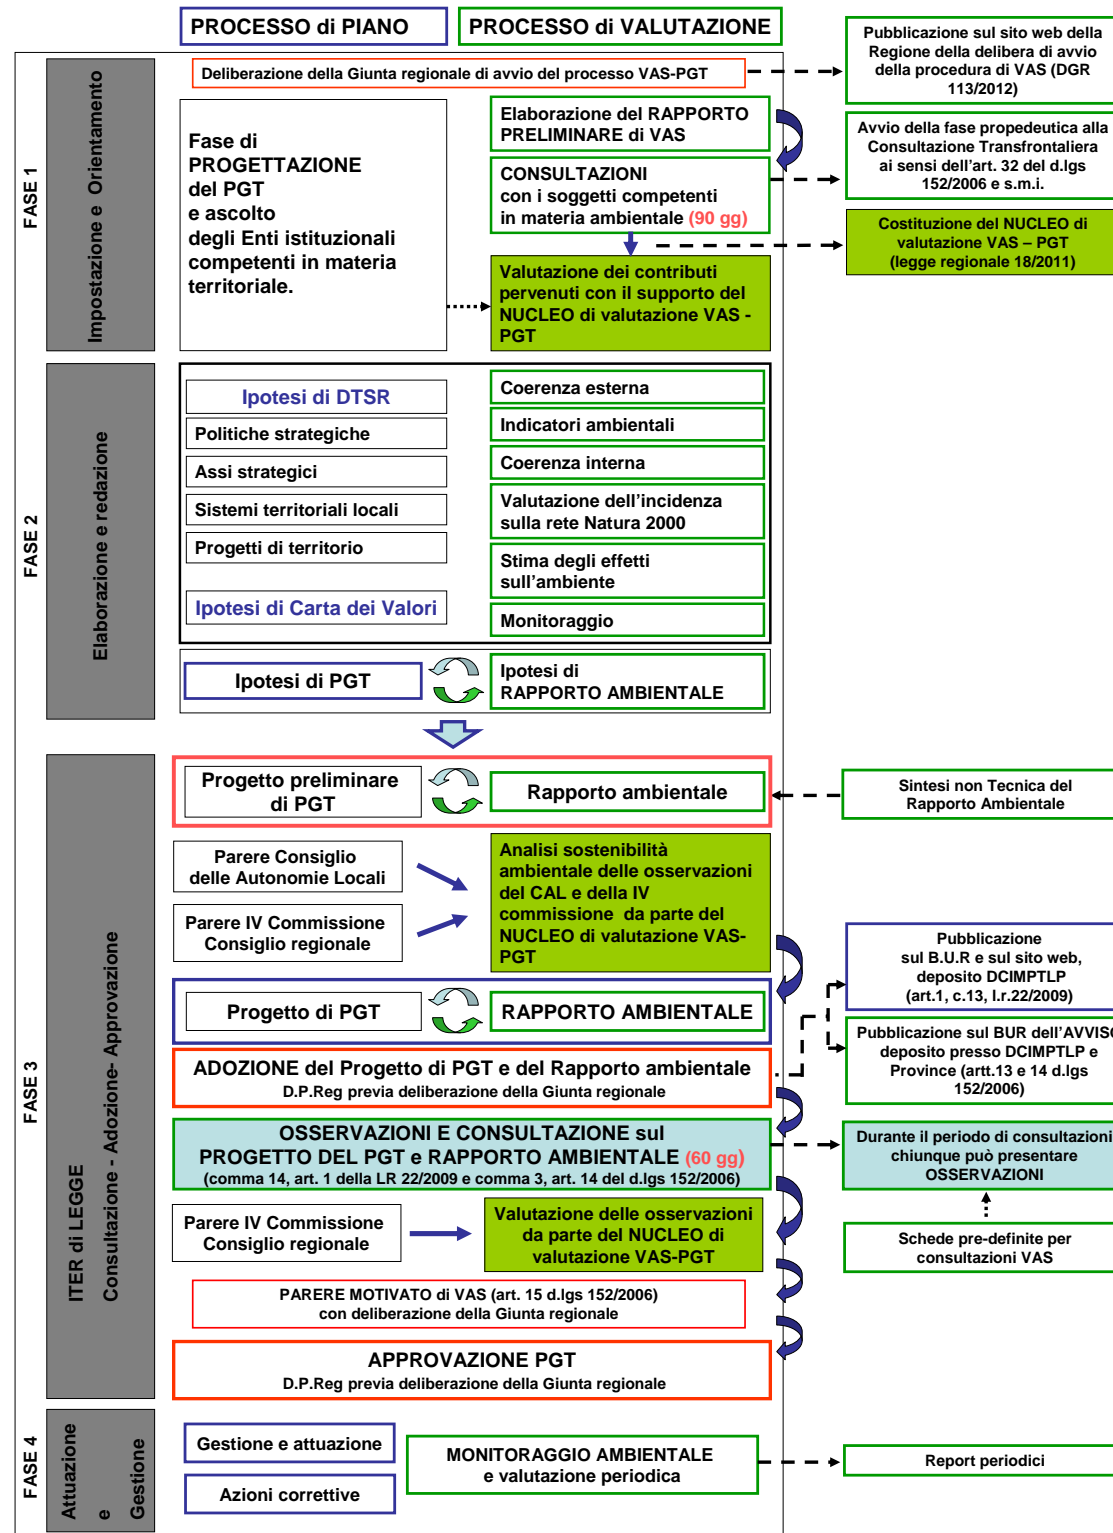 PROCESSO di PIANO
PROCESSO di VALUTAZIONE
FASE 1
Impostazione e Orientamento
Deliberazione della Giunta regionale di avvio del processo VAS-PGT
Pubblicazione sul sito web della
Regione della delibera di avvio
della procedura di VAS (DGR
113/2012)
Fase di
PROGETTAZIONE
del PGT
e ascolto
degli Enti istituzionali
competenti in materia
territoriale.
Elaborazione del RAPPORTO
PRELIMINARE di VAS
CONSULTAZIONI
con i soggetti competenti
in materia ambientale (90 gg)
Avvio della fase propedeutica alla
Consultazione Transfrontaliera
ai sensi dell'art. 32 del d.lgs
152/2006 e s.m.i.
Costituzione del NUCLEO di
valutazione VAS – PGT
(legge regionale 18/2011)
Valutazione dei contributi
pervenuti con il supporto del
NUCLEO di valutazione VAS -
PGT
FASE 2
Elaborazione e redazione
Ipotesi di DTSR
Politiche strategiche
Assi strategici
Sistemi territoriali locali
Progetti di territorio
Ipotesi di Carta dei Valori
Coerenza esterna
Indicatori ambientali
Coerenza interna
Valutazione dell'incidenza
sulla rete Natura 2000
Stima degli effetti
sull'ambiente
Monitoraggio
Ipotesi di PGT
Ipotesi di
RAPPORTO AMBIENTALE
FASE 3
ITER di LEGGE
Consultazione - Adozione- Approvazione
Progetto preliminare
di PGT
Rapporto ambientale
Sintesi non Tecnica del
Rapporto Ambientale
Parere Consiglio
delle Autonomie Locali
Parere IV Commissione
Consiglio regionale
Analisi sostenibilità
ambientale delle osservazioni
del CAL e della IV
commissione da parte del
NUCLEO di valutazione VAS-
PGT
Pubblicazione
sul B.U.R e sul sito web,
deposito DCIMPTLP
(art.1, c.13, l.r.22/2009)
Progetto di PGT
RAPPORTO AMBIENTALE
Pubblicazione sul BUR dell'AVVISO
deposito presso DCIMPTLP e
Province (artt.13 e 14 d.lgs
152/2006)
ADOZIONE del Progetto di PGT e del Rapporto ambientale
D.P.Reg previa deliberazione della Giunta regionale
OSSERVAZIONI E CONSULTAZIONE sul
PROGETTO DEL PGT e RAPPORTO AMBIENTALE (60 gg)
(comma 14, art. 1 della LR 22/2009 e comma 3, art. 14 del d.lgs 152/2006)
Durante il periodo di consultazioni
chiunque può presentare
OSSERVAZIONI
Parere IV Commissione
Consiglio regionale
Valutazione delle osservazioni
da parte del NUCLEO di
valutazione VAS-PGT
Schede pre-definite per
consultazioni VAS
PARERE MOTIVATO di VAS (art. 15 d.lgs 152/2006)
con deliberazione della Giunta regionale
APPROVAZIONE PGT
D.P.Reg previa deliberazione della Giunta regionale
FASE 4
Attuazione
e
Gestione
Gestione e attuazione
Azioni correttive
MONITORAGGIO AMBIENTALE
e valutazione periodica
Report periodici